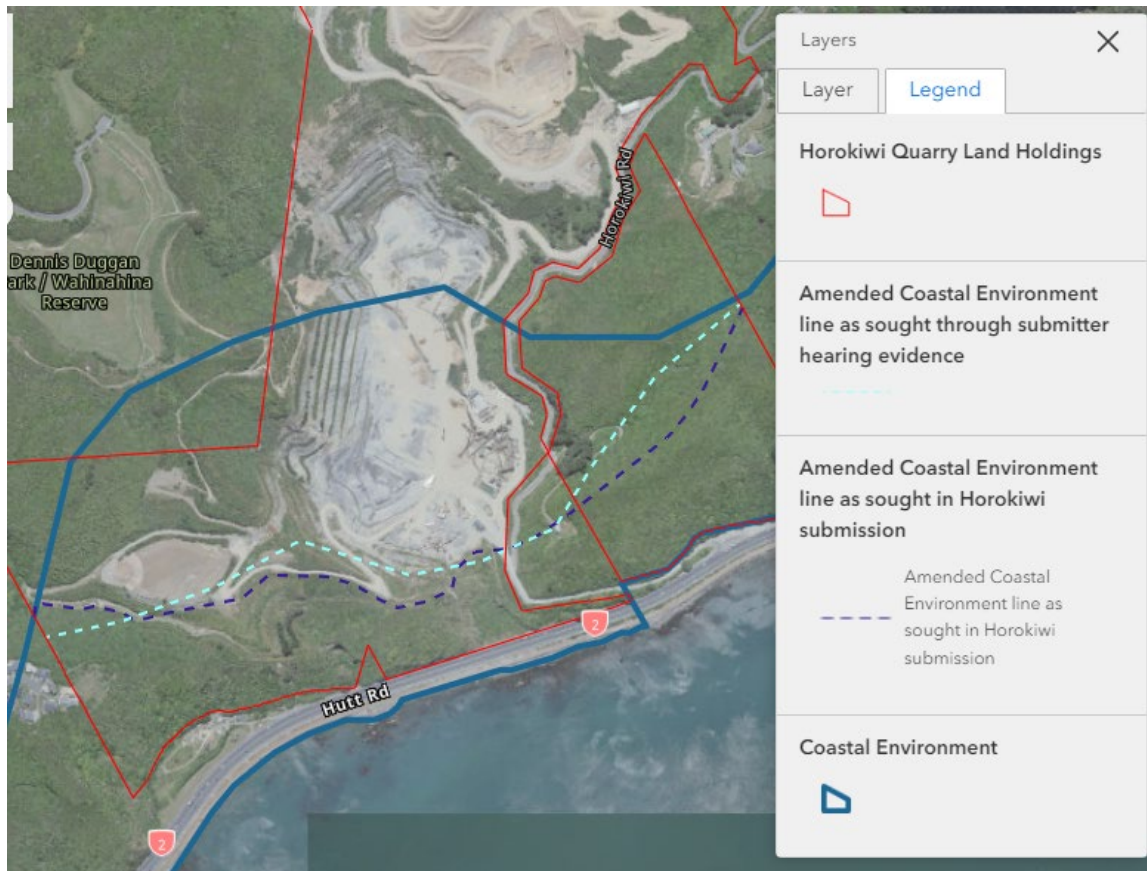 Layers
Layer
Legend
Horokiwi Quarry Land Holdings
Amended Coastal Environment
line as sought through submitter
hearing evidence
Amended Coastal Environment
line as sought in Horokiwi
submission
Amended Coastal
Environment line as
sought in Horokiwi
submission
Coastal Environment
Horokiwi Rd
Dennis Duggan
ark / Wahinahina
Reserve
2
Hutt Rd
2